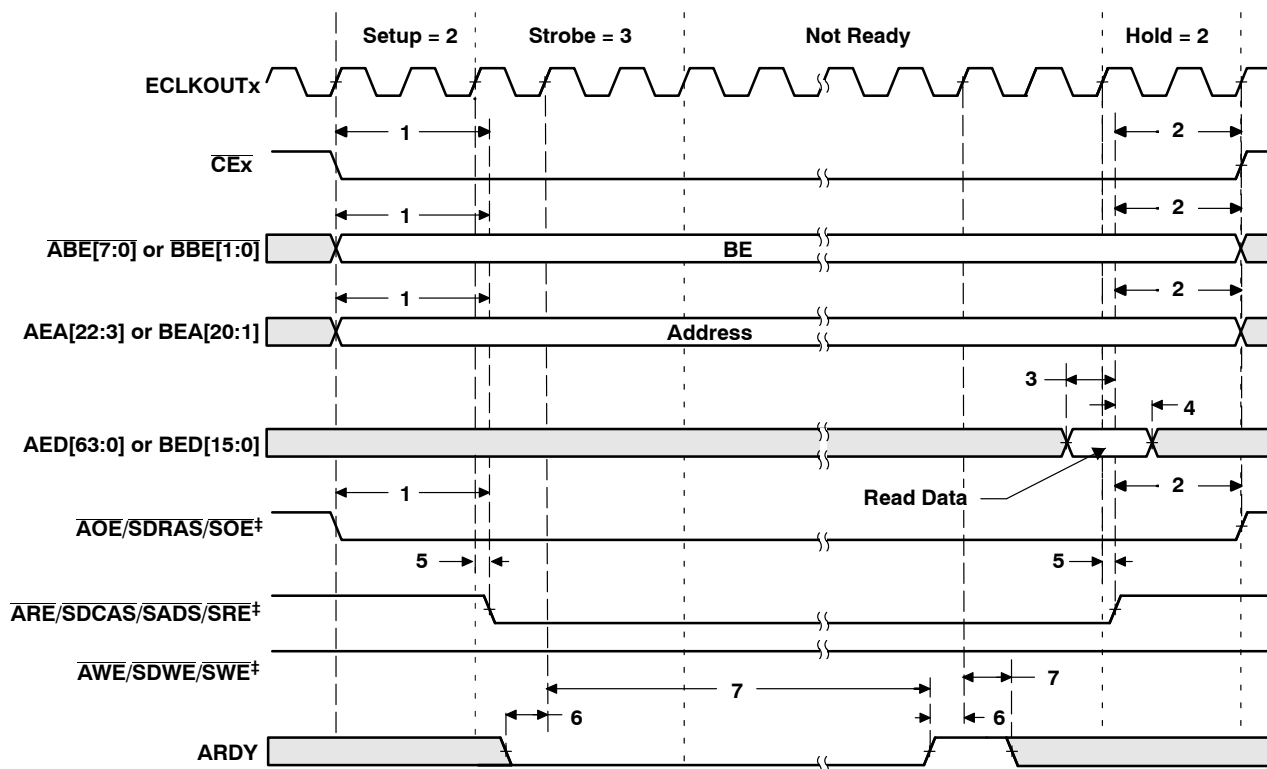 Setup = 2 Strobe = 3 Not Ready Hold = 2
ECLKOUTx
1 2
CEx
1 2
ABE[7:0] or BBE[1:0] BE
1 2
AEA[22:3] or BEA[20:1] Address
3
4
AED[63:0] or BED[15:0]
1 Read Data 2
AOE/SDRAS/SOE‡
5 5
ARE/SDCAS/SADS/SRE‡
AWE/SDWE/SWE‡
7 7
6 6
ARDY